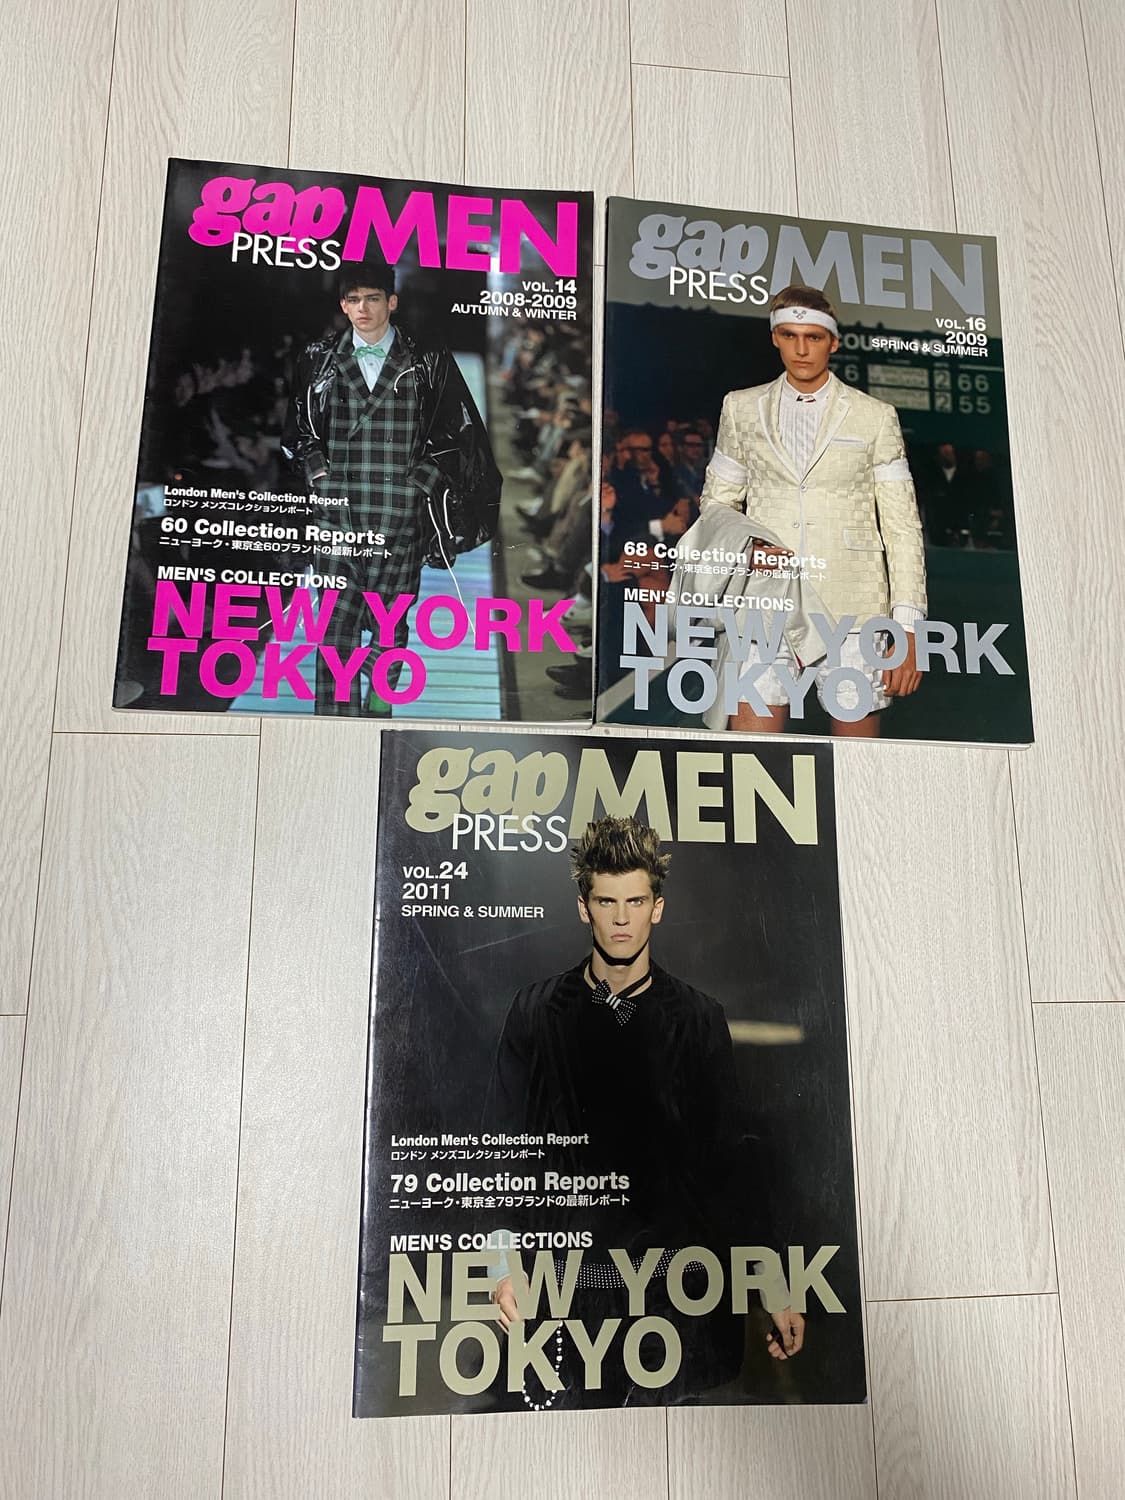 gap MEN
PRESS
VOL.14
2008-2009
AUTUMN & WINTER
London Men's Collection Report
ロンドン メンズコレクションレポート
60 Collection Reports
ニューヨーク・東京全60ブランドの最新レポート
MEN'S COLLECTIONS
NEW YORK
TOKYO
gap MEN
PRESS
VOL.16
2009
SPRING & SUMMER
COURT
6
2 66
2 55
68 Collection Reports
ニューヨーク・東京全68ブランドの最新レポート
MEN'S COLLECTIONS
NEW YORK
TOKYO
gap MEN
PRESS
VOL.24
2011
SPRING & SUMMER
London Men's Collection Report
ロンドン メンズコレクションレポート
79 Collection Reports
ニューヨーク・東京全79ブランドの最新レポート
MEN'S COLLECTIONS
NEW YORK
TOKYO